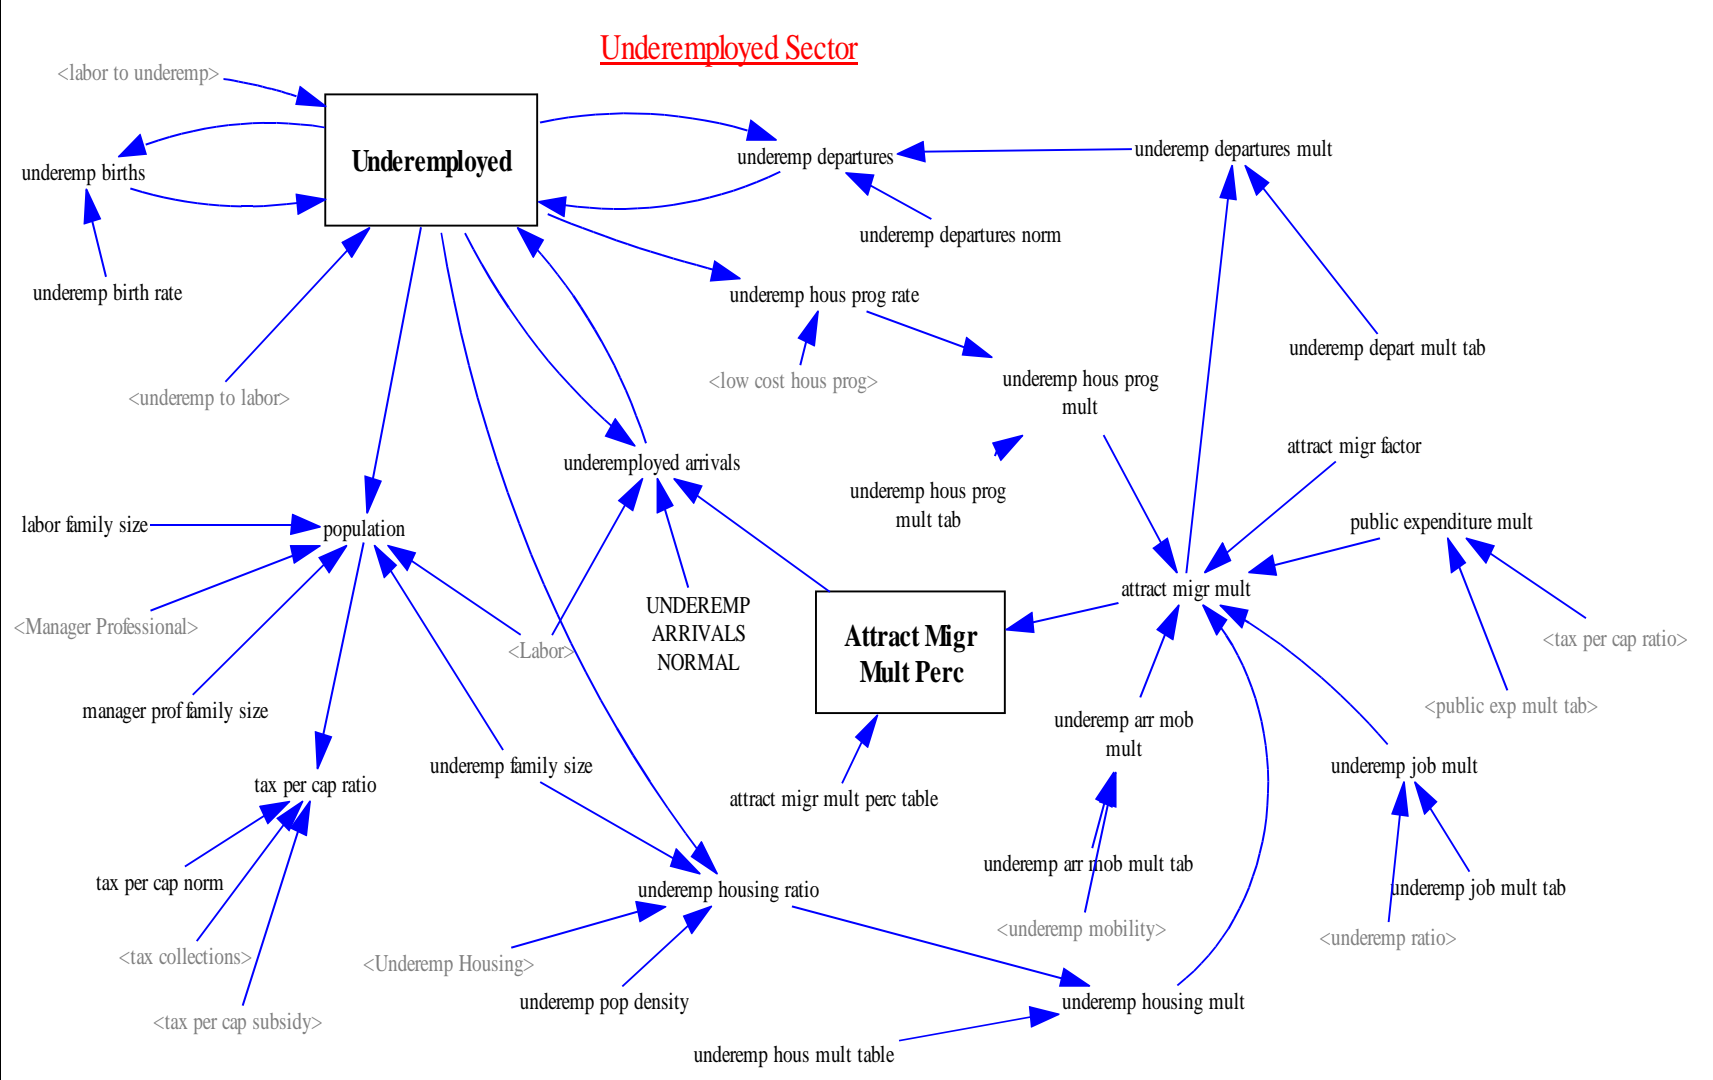 Underemployed Sector
<labor to underemp>
Underemployed
underemp births
underemp departures
underemp departures mult
underemp departures norm
underemp birth rate
underemp hous prog rate
underemp depart mult tab
<underemp to labor>
<low cost hous prog>
underemp hous prog
mult
underemployed arrivals
attract migr factor
underemp hous prog
mult tab
labor family size
population
public expenditure mult
attract migr mult
<Manager Professional>
<Labor>
UNDEREMP
ARRIVALS
NORMAL
Attract Migr
Mult Perc
<tax per cap ratio>
manager prof family size
underemp arr mob
mult
<public exp mult tab>
underemp family size
underemp job mult
tax per cap ratio
attract migr mult perc table
underemp arr mob mult tab
tax per cap norm
underemp housing ratio
underemp job mult tab
<tax collections>
<Underemp Housing>
<underemp mobility>
<underemp ratio>
underemp pop density
underemp housing mult
<tax per cap subsidy>
underemp hous mult table